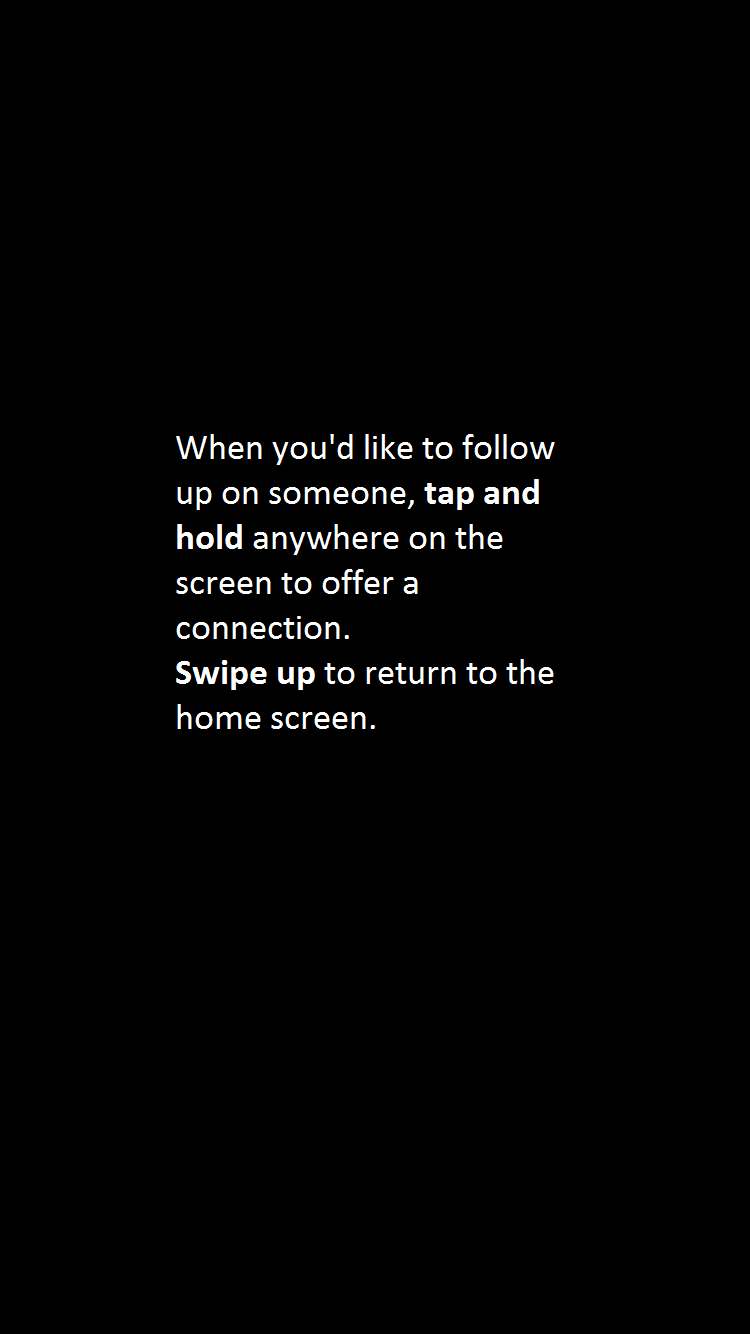 When you'd like to follow
up on someone, tap and
hold anywhere on the
screen to offer a
connection.
Swipe up to return to the
home screen.